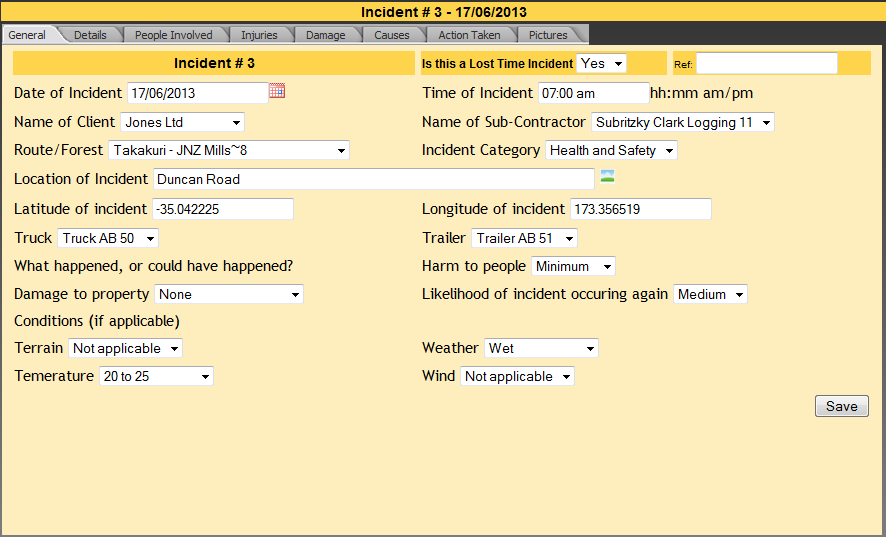 Incident # 3 - 17/06/2013
General Details People Involved Injuries Damage Causes Action Taken Pictures
Incident # 3 Is this a Lost Time Incident Yes Ref:
Date of Incident 17/06/2013 Time of Incident 07:00 am hh:mm am/pm
Name of Client Jones Ltd Name of Sub-Contractor Subritzky Clark Logging 11
Route/Forest Takakuri - JNZ Mills~8 Incident Category Health and Safety
Location of Incident Duncan Road
Latitude of incident -35.042225 Longitude of incident 173.356519
Truck Truck AB 50 Trailer Trailer AB 51
What happened, or could have happened? Harm to people Minimum
Damage to property None Likelihood of incident occuring again Medium
Conditions (if applicable)
Terrain Not applicable Weather Wet
Temerature 20 to 25 Wind Not applicable
Save